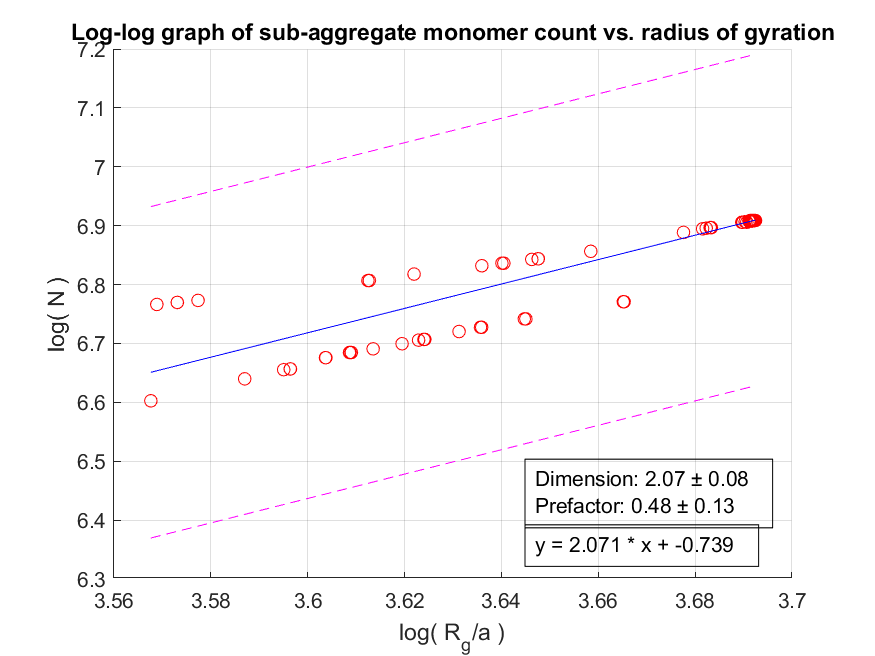 Log-log graph of sub-aggregate monomer count vs. radius of gyration
7.2
7.1
7
6.9
6.8
6.7
6.6
6.5
6.4
6.3
log( N )
Dimension: 2.07 ± 0.08
Prefactor: 0.48 ± 0.13
y = 2.071 * x + -0.739
3.56 3.58 3.6 3.62 3.64 3.66 3.68 3.7
log( R_g/a )